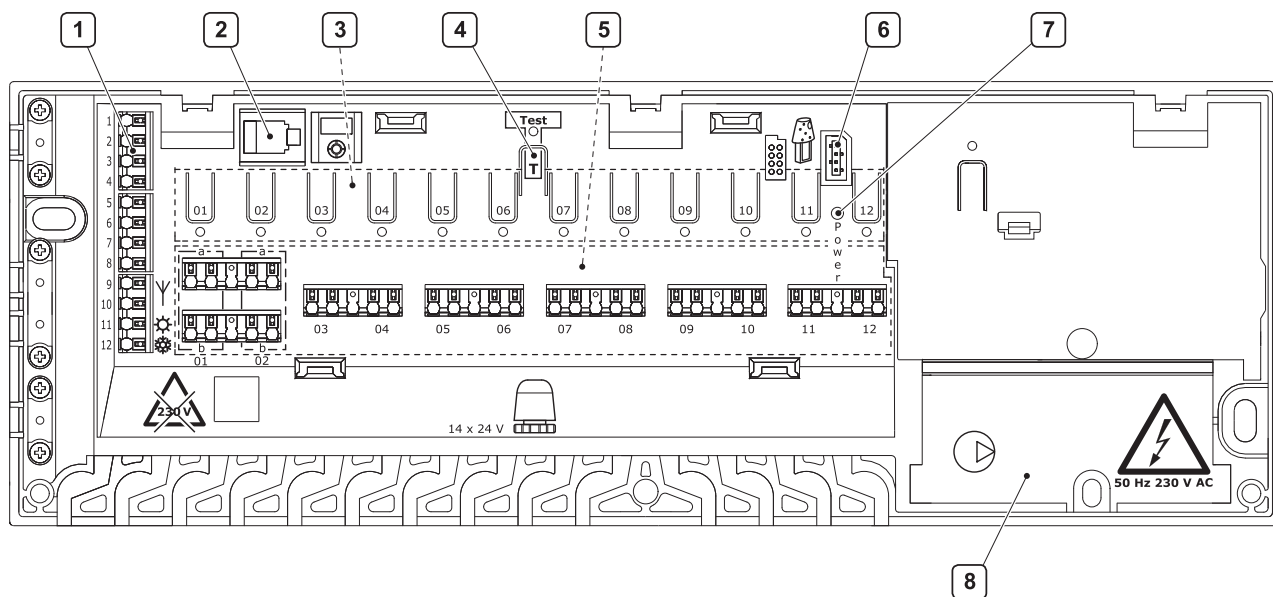 1 2 3 4 5 6 7
Test
T
1
2
3
4
5
6
7
8
9
10
11
12
01 02 03 04 05 06 07 08 09 10 11 12
Power
a a
b b
01 02
03 04 05 06 07 08 09 10 11 12
230 V
14 x 24 V
50 Hz 230 V AC
8